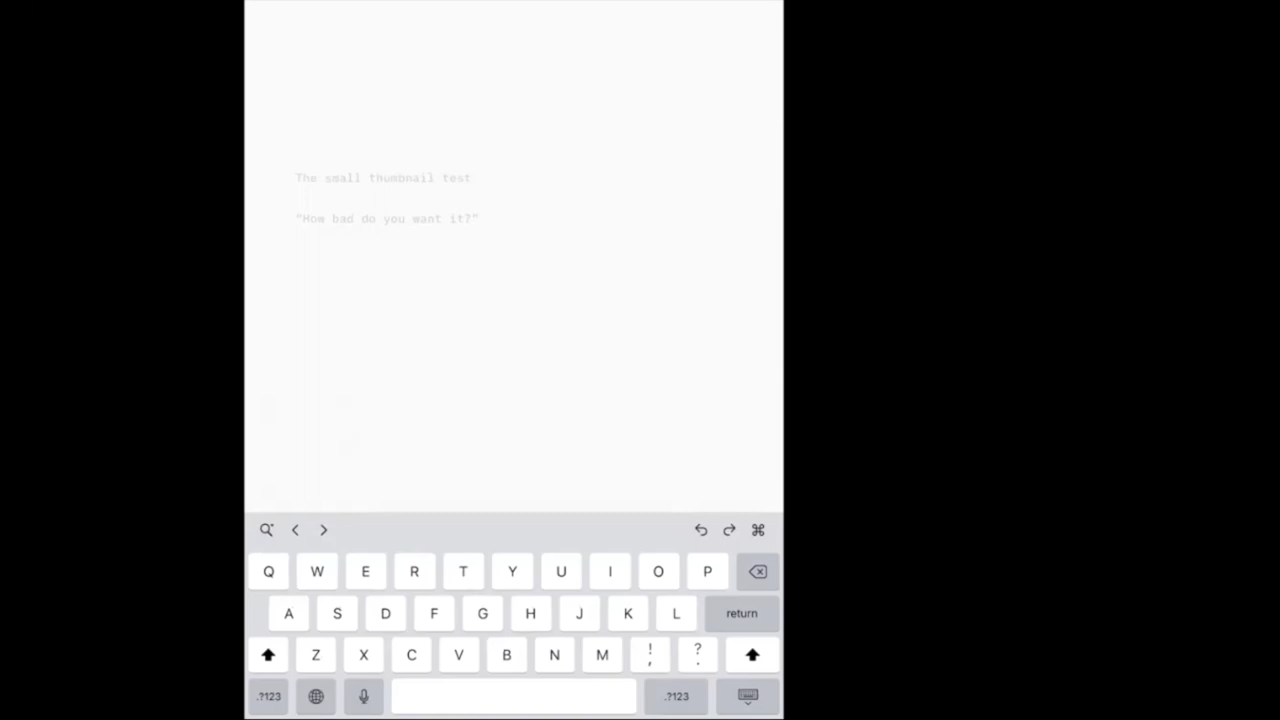 The small thumbnail test
"How bad do you want it?"
Q W E R T Y U I O P
A S D F G H J K L return
Z X C V B N M ! , ? .
.?123 .?123